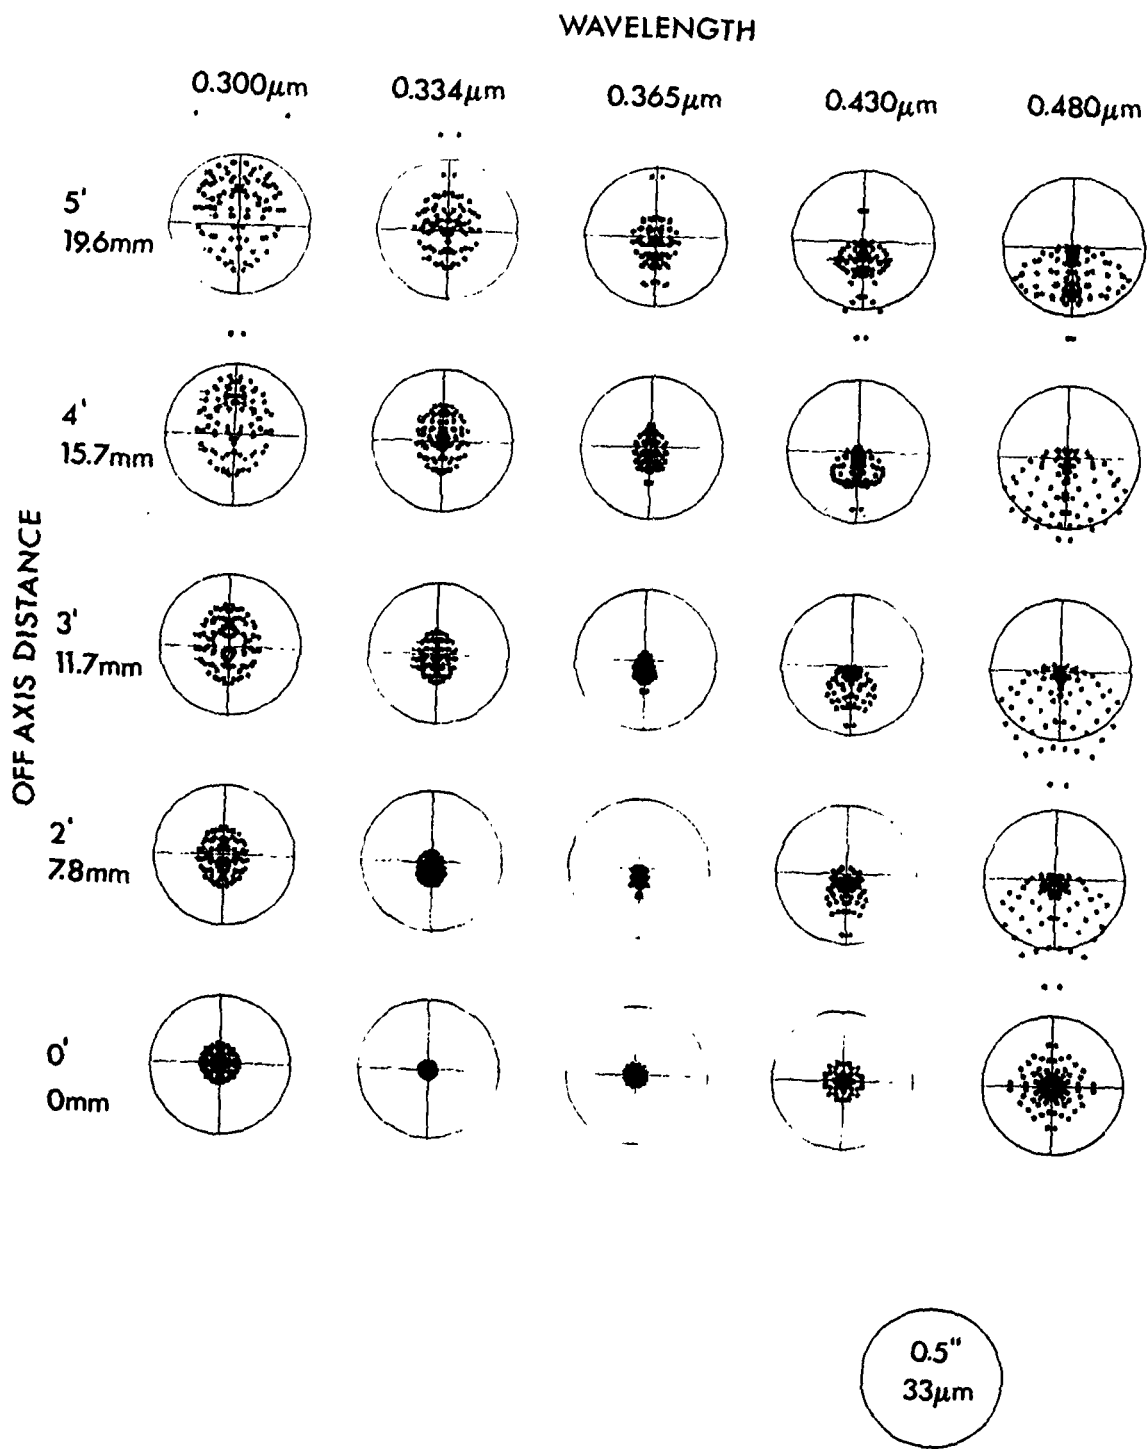 WAVELENGTH
0.300μm 0.334μm 0.365μm 0.430μm 0.480μm
OFF AXIS DISTANCE
5'
19.6mm
4'
15.7mm
3'
11.7mm
2'
7.8mm
0'
0mm
0.5"
33μm